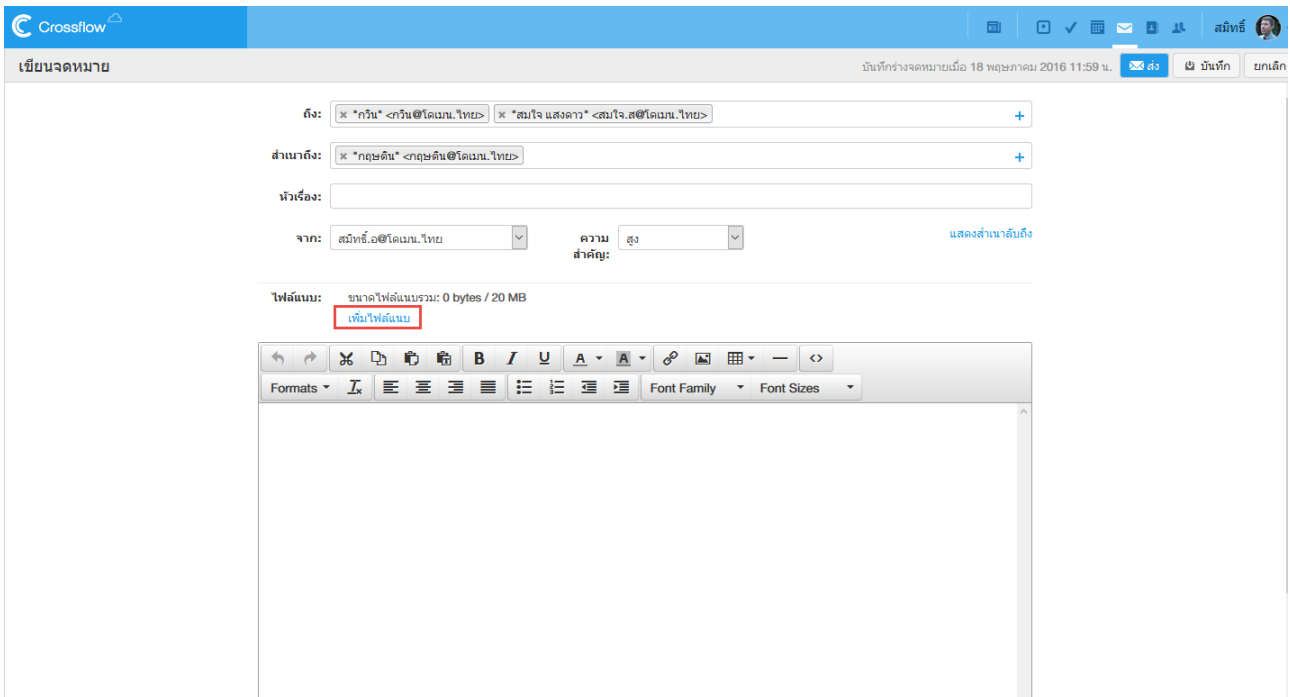 Crossflow
สมิทธิ์
เขียนจดหมาย
บันทึกร่างจดหมายเมื่อ 18 พฤษภาคม 2016 11:59 น.
ส่ง
บันทึก
ยกเลิก
ถึง: × "กวิน" <กวิน@โดเมน.ไทย> × "สมใจ แสงดาว" <สมใจ.ส@โดเมน.ไทย> +
สำเนาถึง: × "กฤษดิน" <กฤษดิน@โดเมน.ไทย> +
หัวเรื่อง:
จาก: สมิทธิ์.อ@โดเมน.ไทย
ความ
สำคัญ:
สูง
แสดงสำเนาลับถึง
ไฟล์แนบ: ขนาดไฟล์แนบรวม: 0 bytes / 20 MB
เพิ่มไฟล์แนบ
B I U A A
Formats Font Family Font Sizes